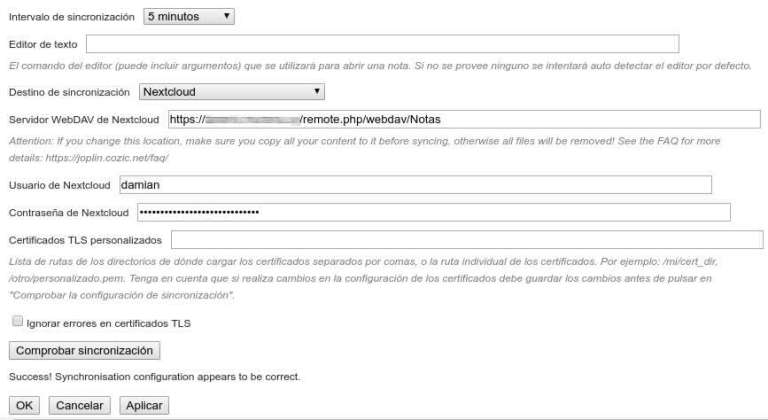 Intervalo de sincronización 5 minutos
Editor de texto
El comando del editor (puede incluir argumentos) que se utilizará para abrir una nota. Si no se provee ninguno se intentará auto detectar el editor por defecto.
Destino de sincronización Nextcloud
Servidor WebDAV de Nextcloud https:// /remote.php/webdav/Notas
Attention: If you change this location, make sure you copy all your content to it before syncing, otherwise all files will be removed! See the FAQ for more
details: https://joplin.cozic.net/faq/
Usuario de Nextcloud damian
Contraseña de Nextcloud ••••••••••••••••••••••••••••••
Certificados TLS personalizados
Lista de rutas de los directorios de dónde cargar los certificados separados por comas, o la ruta individual de los certificados. Por ejemplo: /mi/cert_dir,
/otro/personalizado.pem. Tenga en cuenta que si realiza cambios en la configuración de los certificados debe guardar los cambios antes de pulsar en
"Comprobar la configuración de sincronización".
Ignorar errores en certificados TLS
Comprobar sincronización
Success! Synchronisation configuration appears to be correct.
OK Cancelar Aplicar